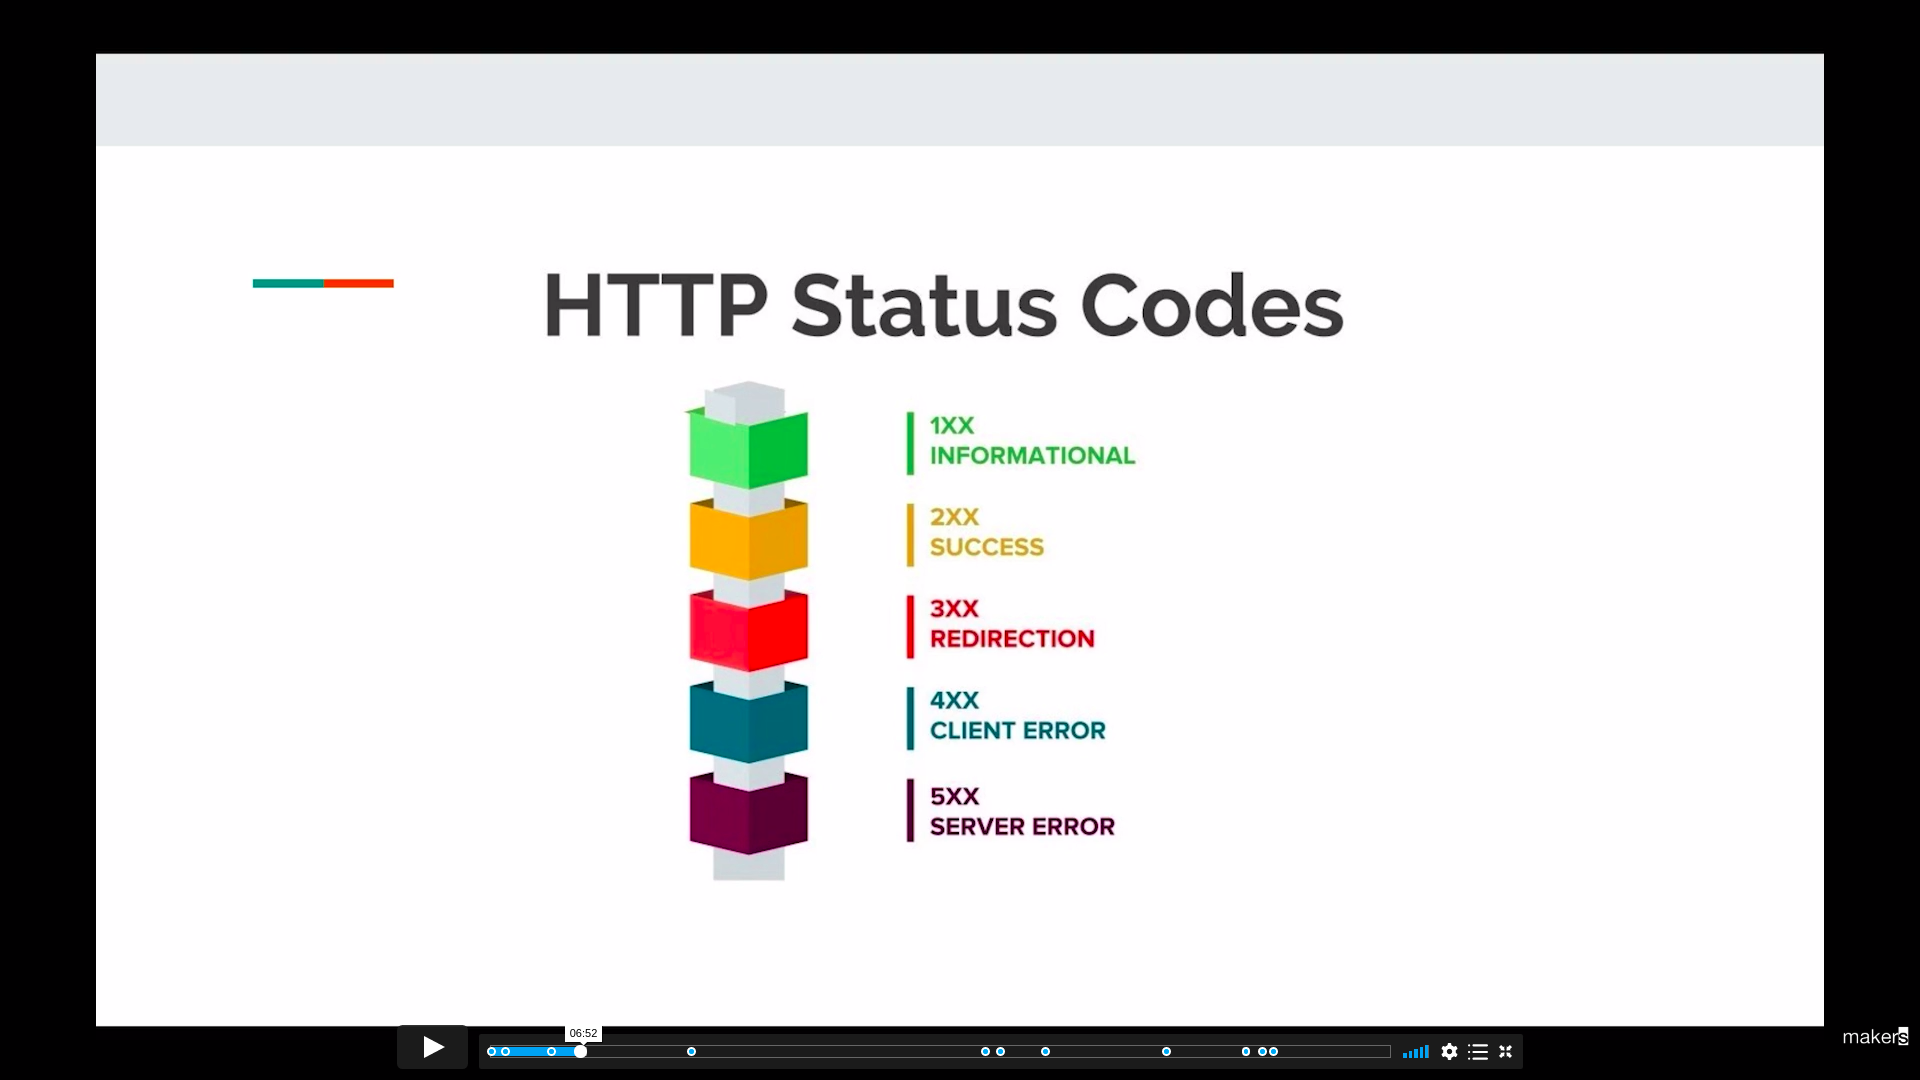 HTTP Status Codes
1XX
INFORMATIONAL
2XX
SUCCESS
3XX
REDIRECTION
4XX
CLIENT ERROR
5XX
SERVER ERROR
06:52
makers